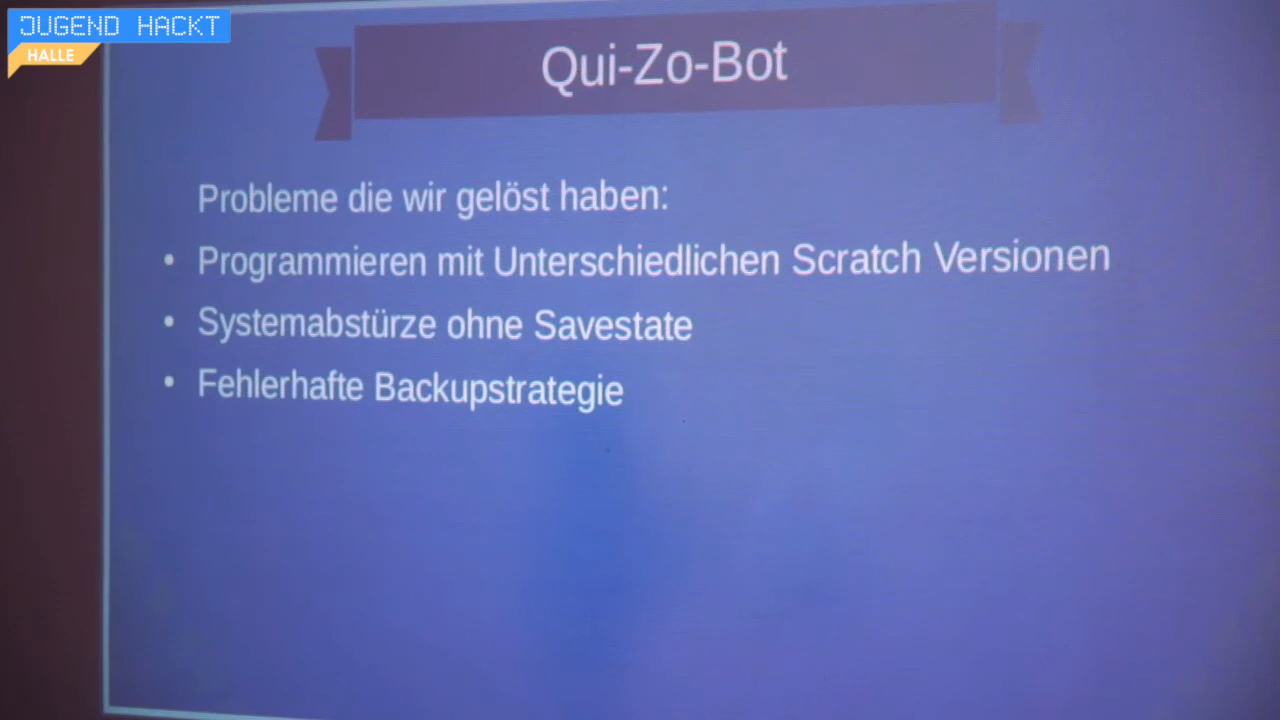 JUGEND HACKT
HALLE
Qui-Zo-Bot
Probleme die wir gelöst haben:
• Programmieren mit Unterschiedlichen Scratch Versionen
• Systemabstürze ohne Savestate
• Fehlerhafte Backupstrategie